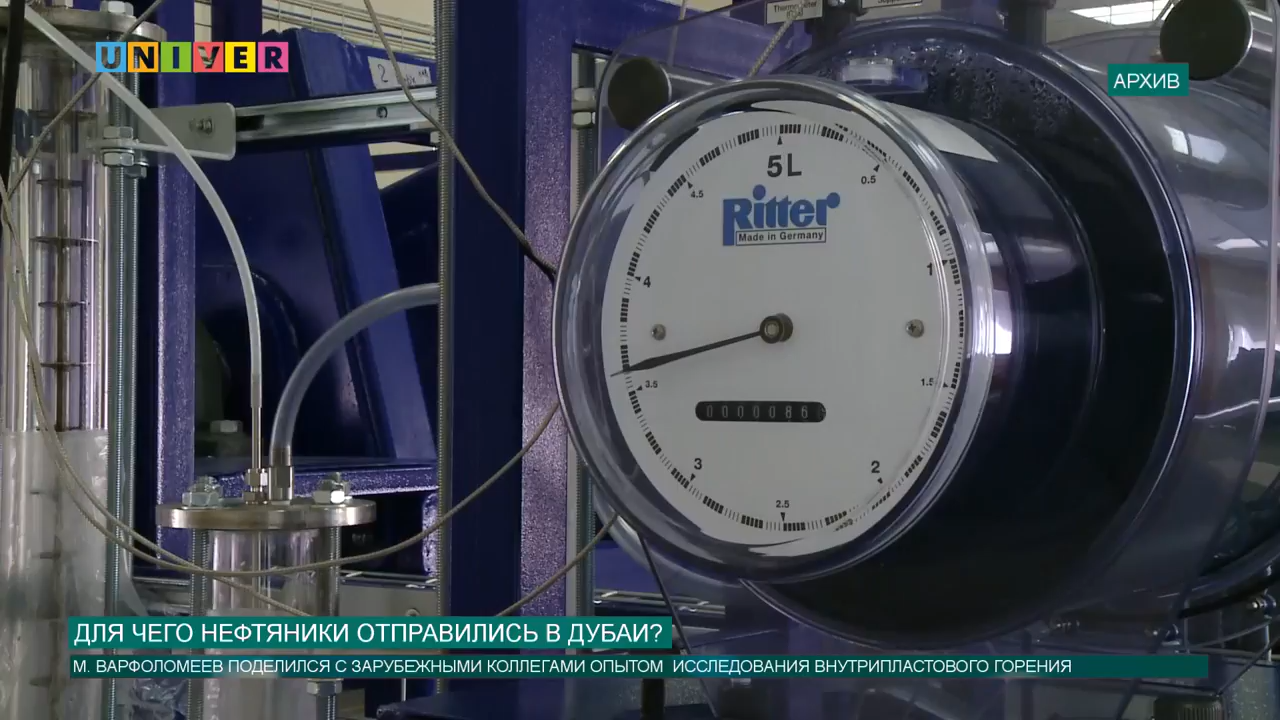 UNIVER
АРХИВ
5L
Ritter
Made in Germany
0.5
1
1.5
2
2.5
3
3.5
4
4.5
2
ДЛЯ ЧЕГО НЕФТЯНИКИ ОТПРАВИЛИСЬ В ДУБАИ?
М. ВАРФОЛОМЕЕВ ПОДЕЛИЛСЯ С ЗАРУБЕЖНЫМИ КОЛЛЕГАМИ ОПЫТОМ ИССЛЕДОВАНИЯ ВНУТРИПЛАСТОВОГО ГОРЕНИЯ